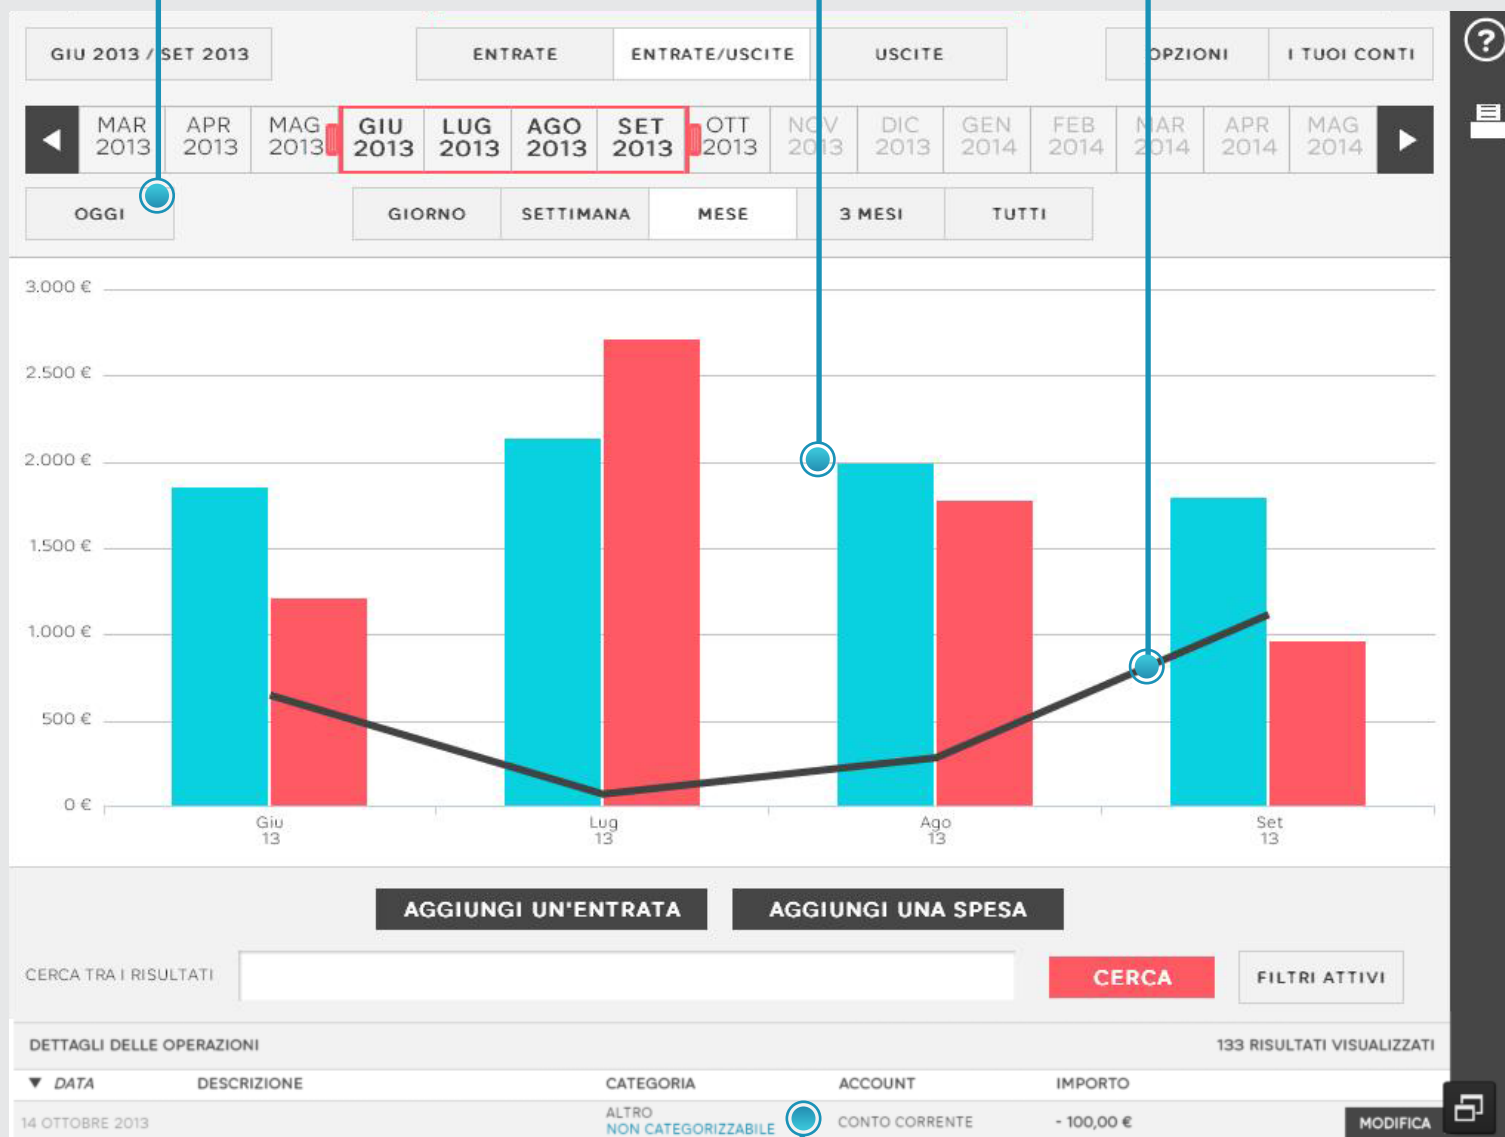 GIU 2013 / SET 2013 ENTRATE ENTRATE/USCITE USCITE OPZIONI I TUOI CONTI ?
MAR APR MAG GIU LUG AGO SET OTT NOV DIC GEN FEB MAR APR MAG
2013 2013 2013 2013 2013 2013 2013 2013 2013 2013 2014 2014 2014 2014 2014
OGGI GIORNO SETTIMANA MESE 3 MESI TUTTI
3.000 €
2.500 €
2.000 €
1.500 €
1.000 €
500 €
0 €
Giu Lug Ago Set
13 13 13 13
AGGIUNGI UN'ENTRATA AGGIUNGI UNA SPESA
CERCA TRA I RISULTATI CERCA FILTRI ATTIVI
DETTAGLI DELLE OPERAZIONI 133 RISULTATI VISUALIZZATI
▼ DATA DESCRIZIONE CATEGORIA ACCOUNT IMPORTO
14 OTTOBRE 2013 ALTRO CONTO CORRENTE - 100,00 € MODIFICA
NON CATEGORIZZABILE